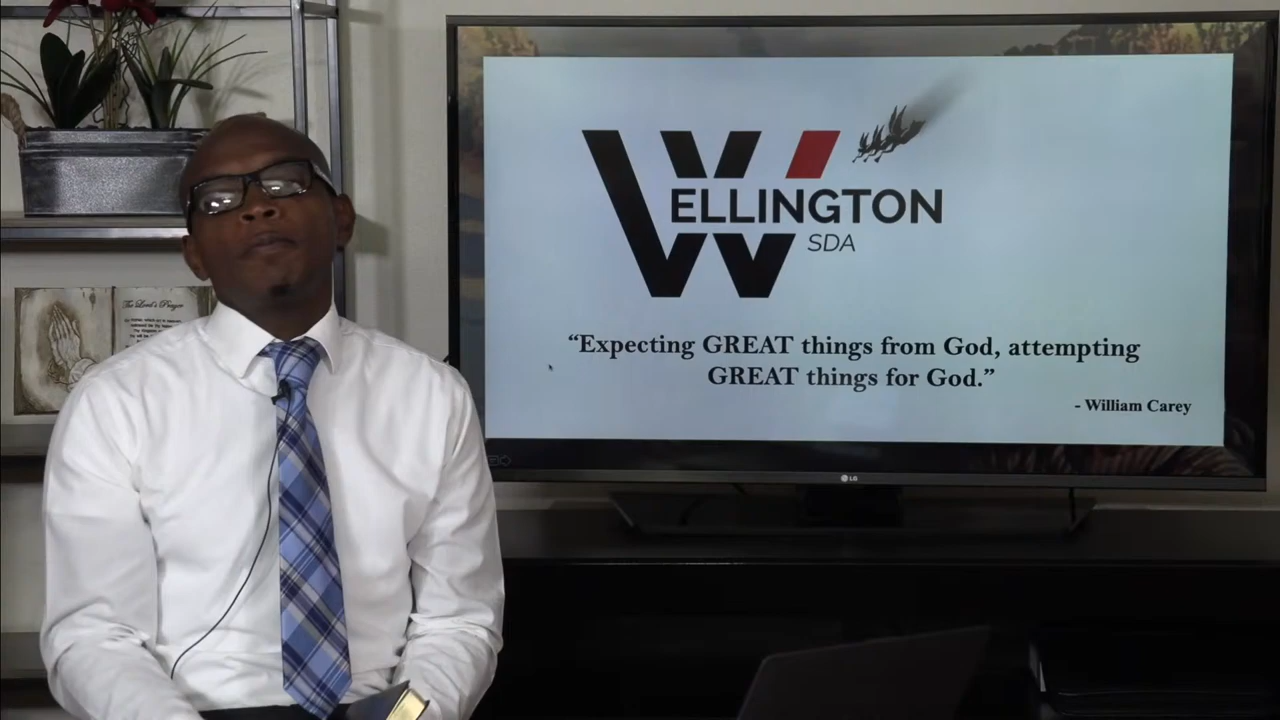 WELLINGTON
SDA
“Expecting GREAT things from God, attempting
GREAT things for God.”
- William Carey
LG
The Lord's Prayer